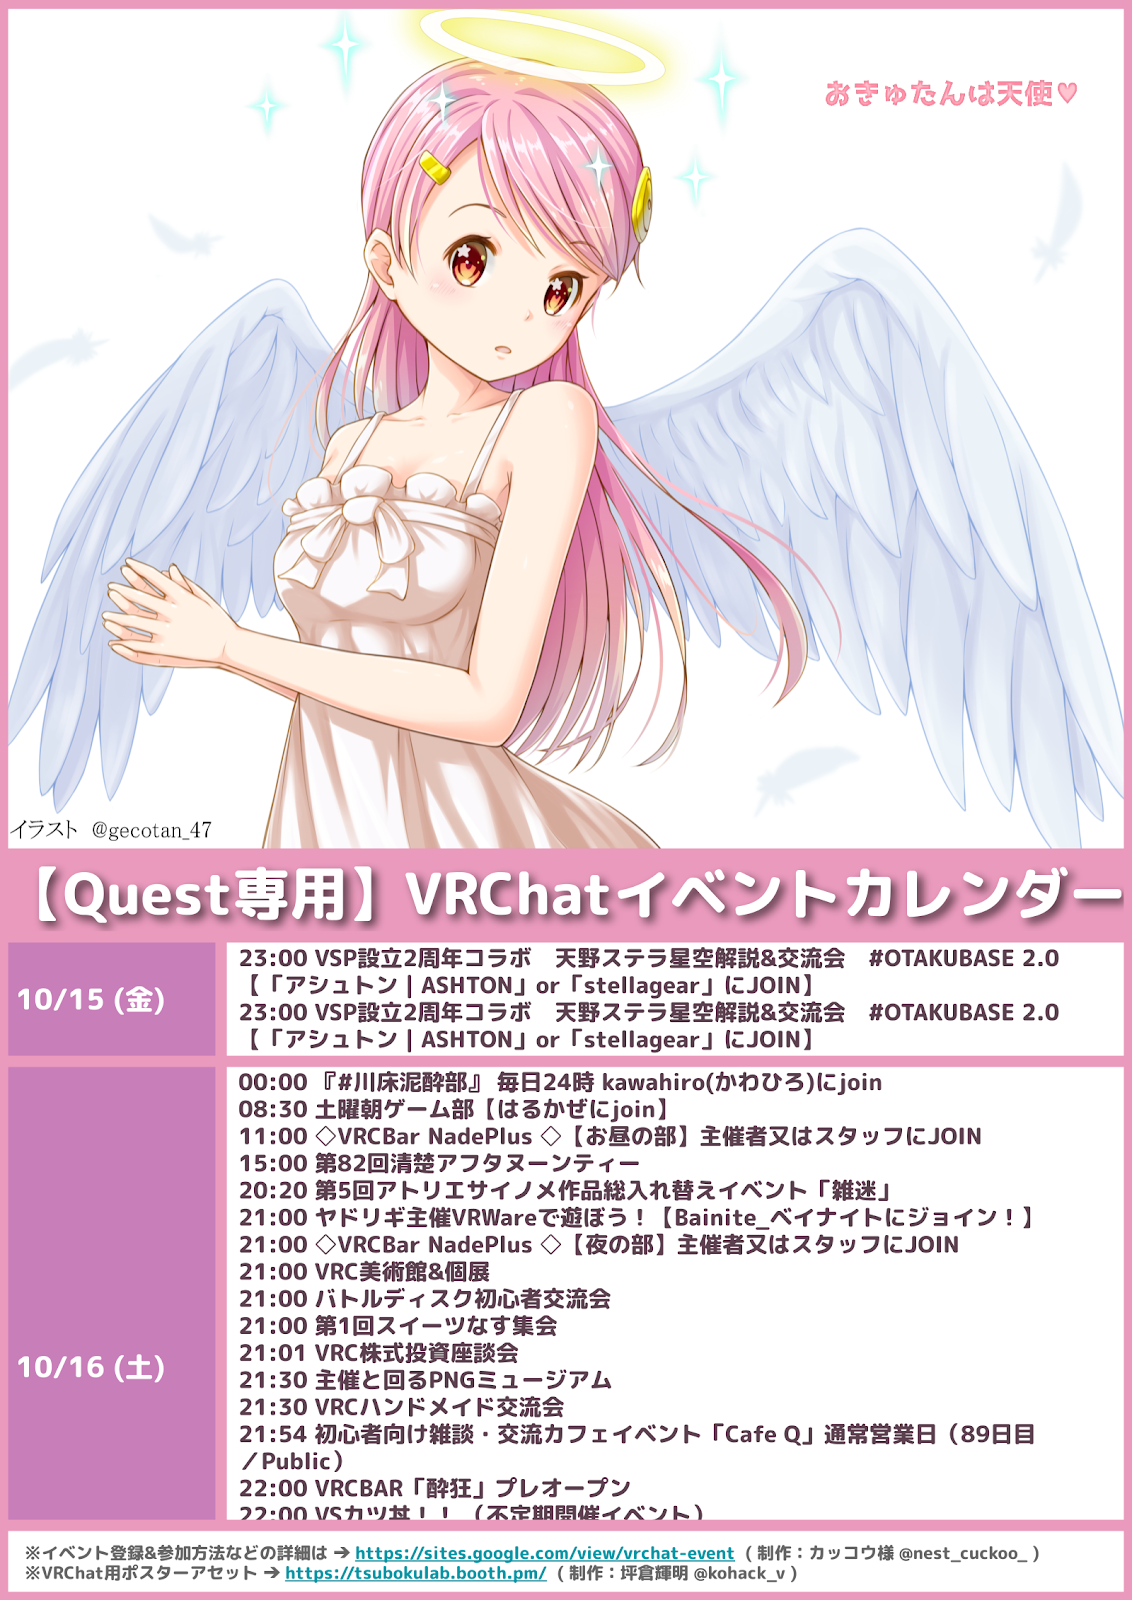 おきゅたんは天使♥
イラスト @gecotan_47
【Quest専用】VRChatイベントカレンダー
10/15 (金)
23:00 VSP設立2周年コラボ　天野ステラ星空解説&交流会　#OTAKUBASE 2.0
【「アシュトン | ASHTON」or「stellagear」にJOIN】
23:00 VSP設立2周年コラボ　天野ステラ星空解説&交流会　#OTAKUBASE 2.0
【「アシュトン | ASHTON」or「stellagear」にJOIN】
10/16 (土)
00:00 『#川床泥酔部』 毎日24時 kawahiro(かわひろ)にjoin
08:30 土曜朝ゲーム部【はるかぜにjoin】
11:00 ◇VRCBar NadePlus ◇【お昼の部】主催者又はスタッフにJOIN
15:00 第82回清楚アフタヌーンティー
20:20 第5回アトリエサイノメ作品総入れ替えイベント「雑迷」
21:00 ヤドリギ主催VRWareで遊ぼう！【Bainite_ベイナイトにジョイン！】
21:00 ◇VRCBar NadePlus ◇【夜の部】主催者又はスタッフにJOIN
21:00 VRC美術館&個展
21:00 バトルディスク初心者交流会
21:00 第1回スイーツなす集会
21:01 VRC株式投資座談会
21:30 主催と回るPNGミュージアム
21:30 VRCハンドメイド交流会
21:54 初心者向け雑談・交流カフェイベント「Cafe Q」通常営業日（89日目
／Public）
22:00 VRCBAR「酔狂」プレオープン
22:00 VSカツ丼！！（不定期開催イベント）
※イベント登録&参加方法などの詳細は → https://sites.google.com/view/vrchat-event （ 制作：カッコウ様 @nest_cuckoo_ ）
※VRChat用ポスターアセット → https://tsubokulab.booth.pm/ （ 制作：坪倉輝明 @kohack_v ）